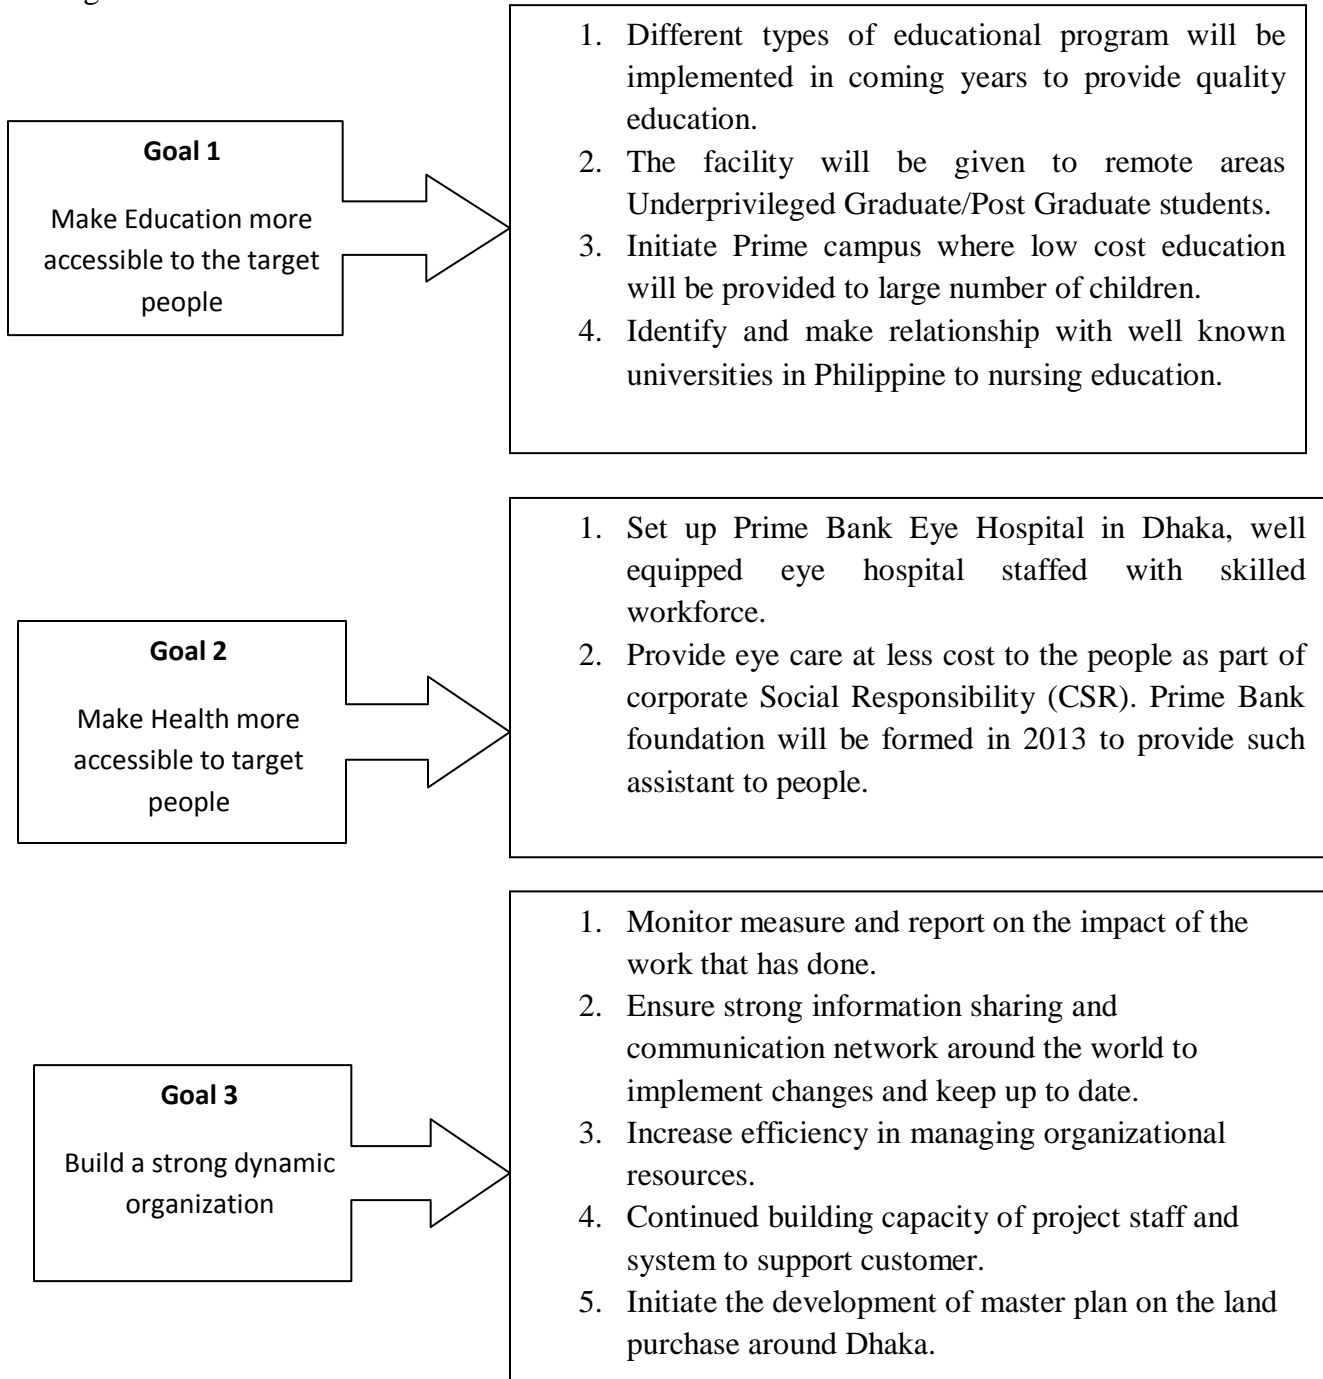 1. Different types of educational program will be
implemented in coming years to provide quality
education.
2. The facility will be given to remote areas
Underprivileged Graduate/Post Graduate students.
3. Initiate Prime campus where low cost education
will be provided to large number of children.
4. Identify and make relationship with well known
universities in Philippine to nursing education.
Goal 1
Make Education more
accessible to the target
people
1. Set up Prime Bank Eye Hospital in Dhaka, well
equipped eye hospital staffed with skilled
workforce.
2. Provide eye care at less cost to the people as part of
corporate Social Responsibility (CSR). Prime Bank
foundation will be formed in 2013 to provide such
assistant to people.
Goal 2
Make Health more
accessible to target
people
1. Monitor measure and report on the impact of the
work that has done.
2. Ensure strong information sharing and
communication network around the world to
implement changes and keep up to date.
3. Increase efficiency in managing organizational
resources.
4. Continued building capacity of project staff and
system to support customer.
5. Initiate the development of master plan on the land
purchase around Dhaka.
Goal 3
Build a strong dynamic
organization